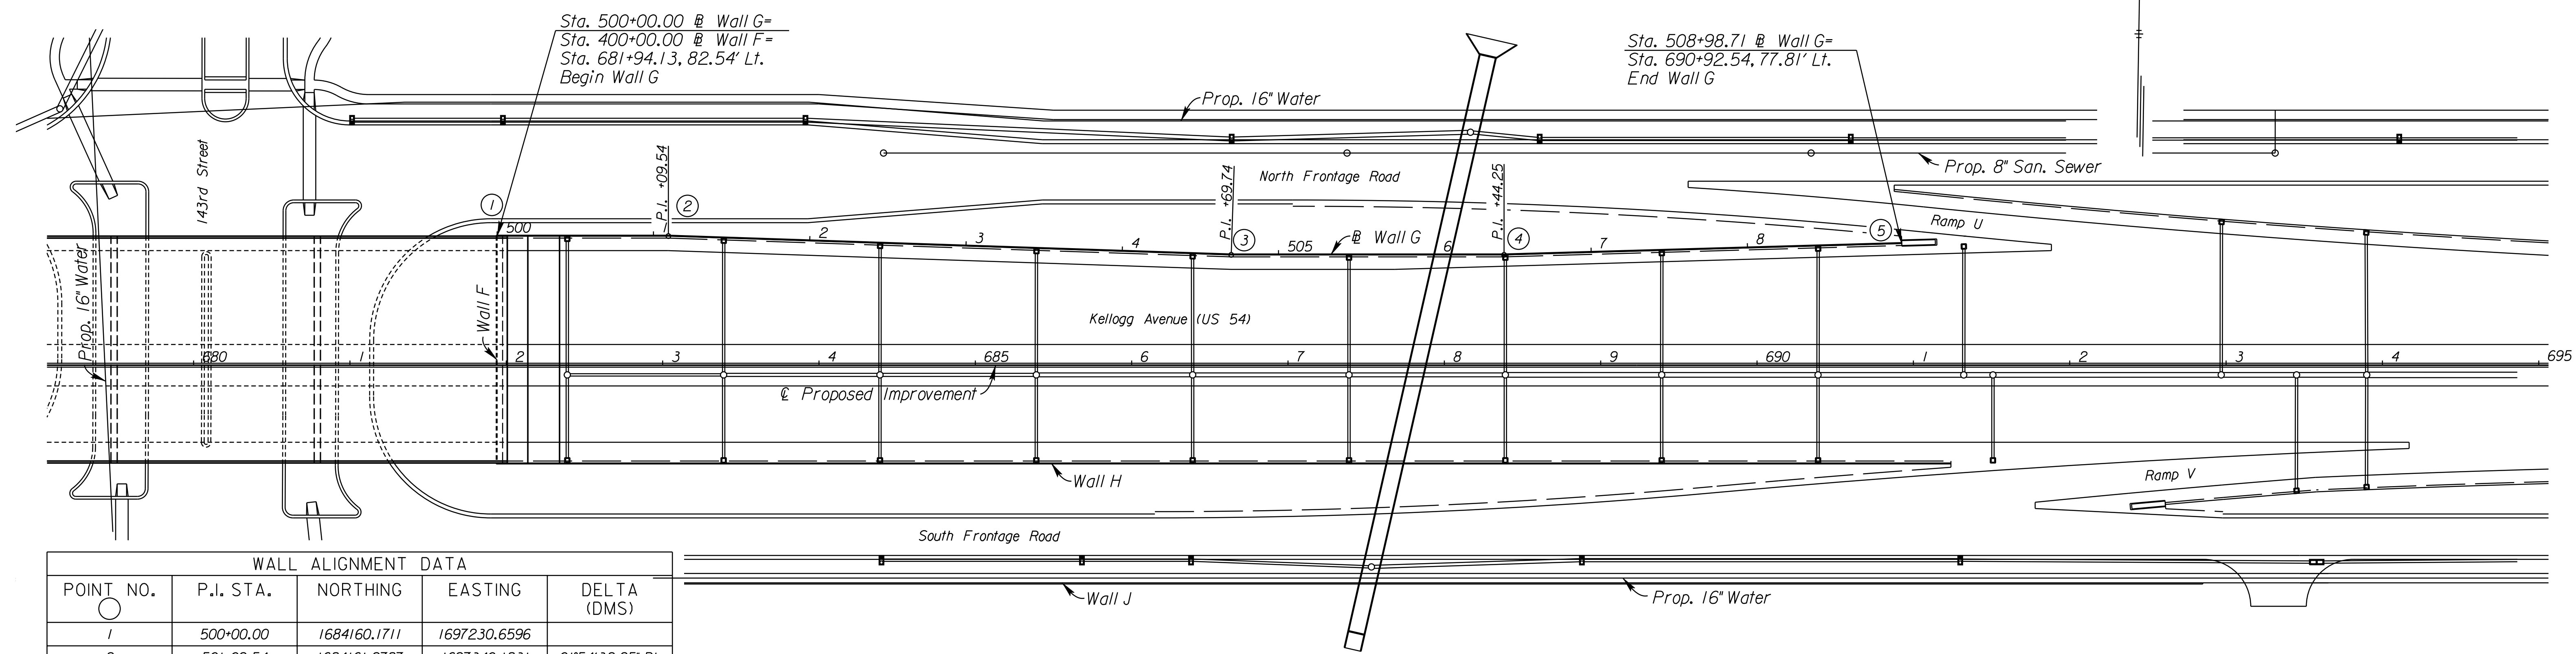 Sta. 500+00.00 ℄ Wall G=
Sta. 400+00.00 ℄ Wall F=
Sta. 681+94.13, 82.54' Lt.
Begin Wall G
Sta. 508+98.71 ℄ Wall G=
Sta. 690+92.54, 77.81' Lt.
End Wall G
Prop. 16" Water
Prop. 8" San. Sewer
143rd Street
North Frontage Road
P.I. +09.54
P.I. +69.74
P.I. +44.25
1
2
3
4
5
Ramp U
500 1 2 3 4 505 6 7 8
℄ Wall G
Prop. 16" Water
Wall F
Kellogg Avenue (US 54)
680 1 2 3 4 685 6 7 8 9 690 1 2 3 4 695
℄ Proposed Improvement
Wall H
Ramp V
South Frontage Road
Wall J
Prop. 16" Water
WALL ALIGNMENT DATA
POINT NO. P.I. STA. NORTHING EASTING DELTA (DMS)
1 500+00.00 1684160.1711 1697230.6596